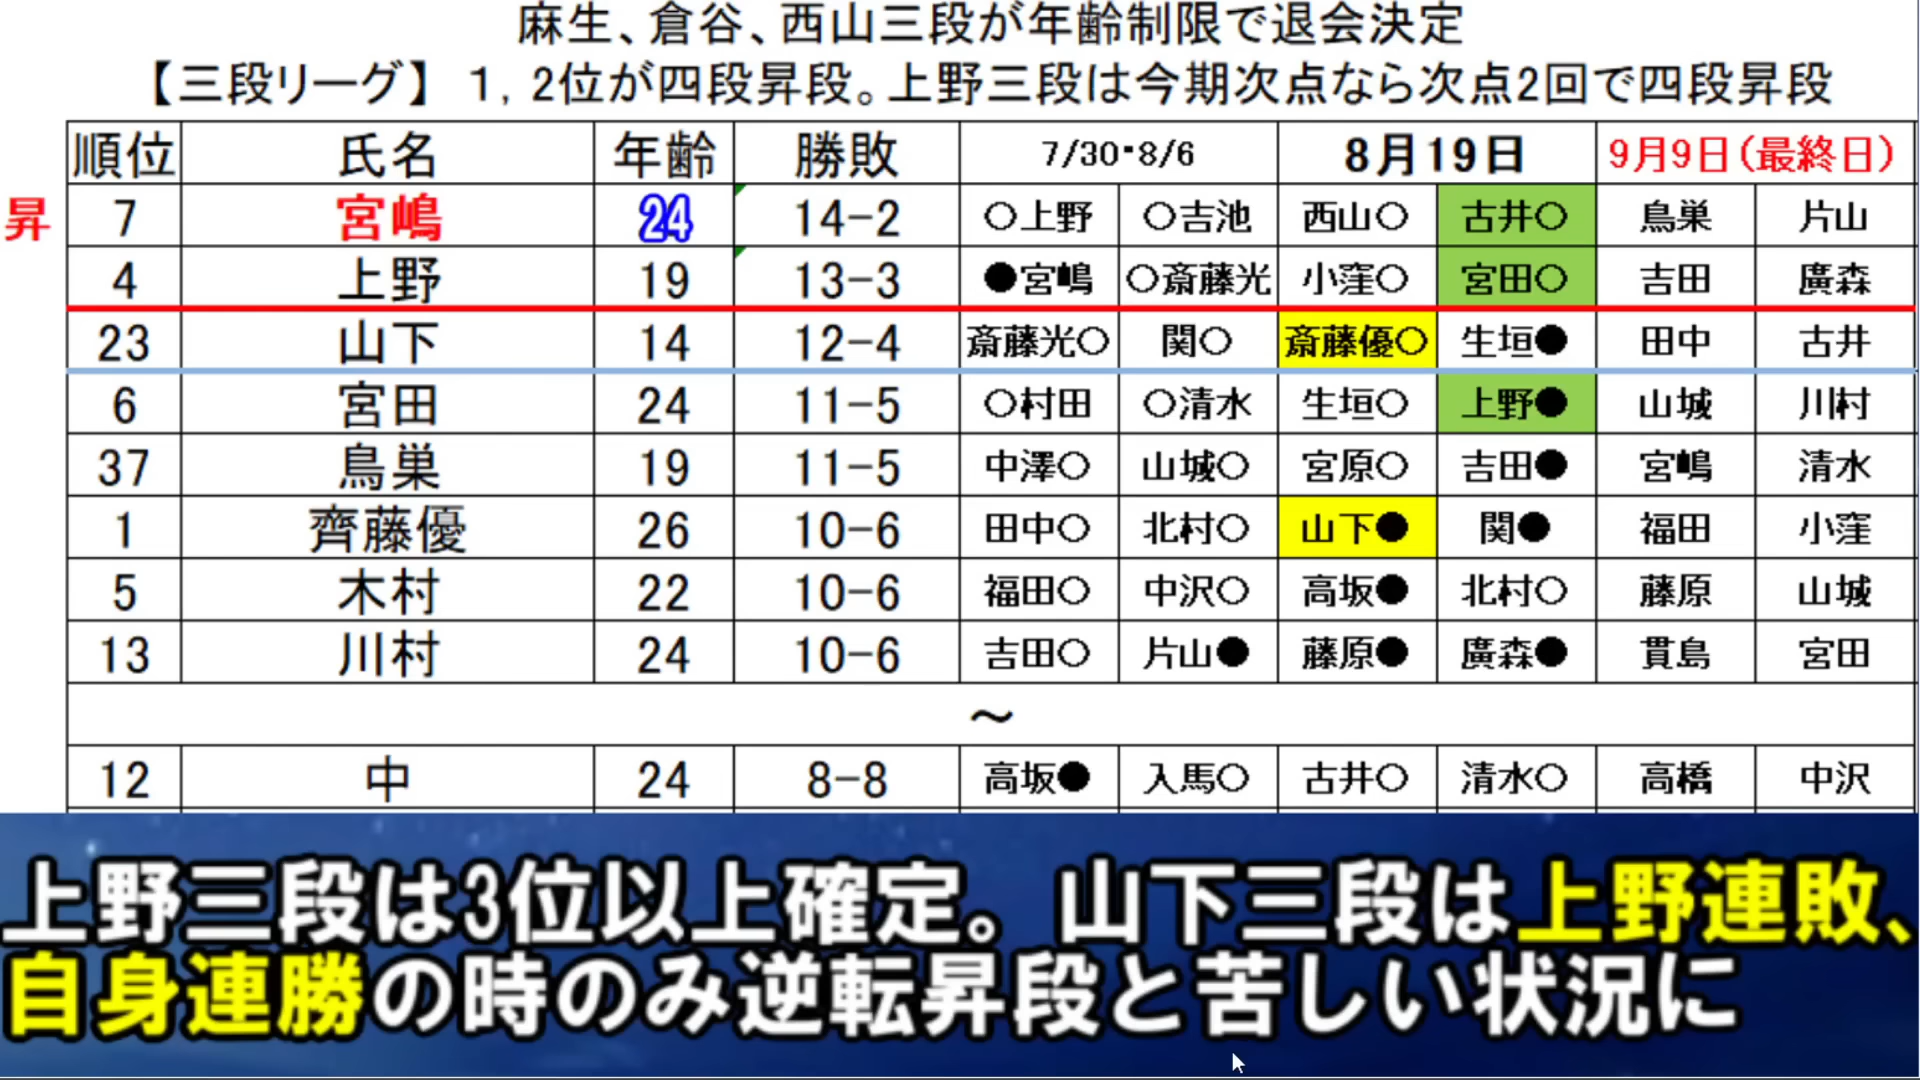 麻生、倉谷、西山三段が年齢制限で退会決定
【三段リーグ】 1,2位が四段昇段。上野三段は今期次点なら次点2回で四段昇段
順位 氏名 年齢 勝敗 7/30・8/6 8月19日 9月9日(最終日)
昇 7 宮嶋 24 14-2 ○上野 ○吉池 西山○ 古井○ 鳥巣 片山
4 上野 19 13-3 ●宮嶋 ○斎藤光 小窪○ 宮田○ 吉田 廣森
23 山下 14 12-4 斎藤光○ 関○ 斎藤優○ 生垣● 田中 古井
6 宮田 24 11-5 ○村田 ○清水 生垣○ 上野● 山城 川村
37 鳥巣 19 11-5 中澤○ 山城○ 宮原○ 吉田● 宮嶋 清水
1 齊藤優 26 10-6 田中○ 北村○ 山下● 関● 福田 小窪
5 木村 22 10-6 福田○ 中沢○ 高坂● 北村○ 藤原 山城
13 川村 24 10-6 吉田○ 片山● 藤原● 廣森● 貫島 宮田
～
12 中 24 8-8 高坂● 入馬○ 古井○ 清水○ 高橋 中沢
上野三段は3位以上確定。 山下三段は上野連敗、
自身連勝の時のみ逆転昇段と苦しい状況に